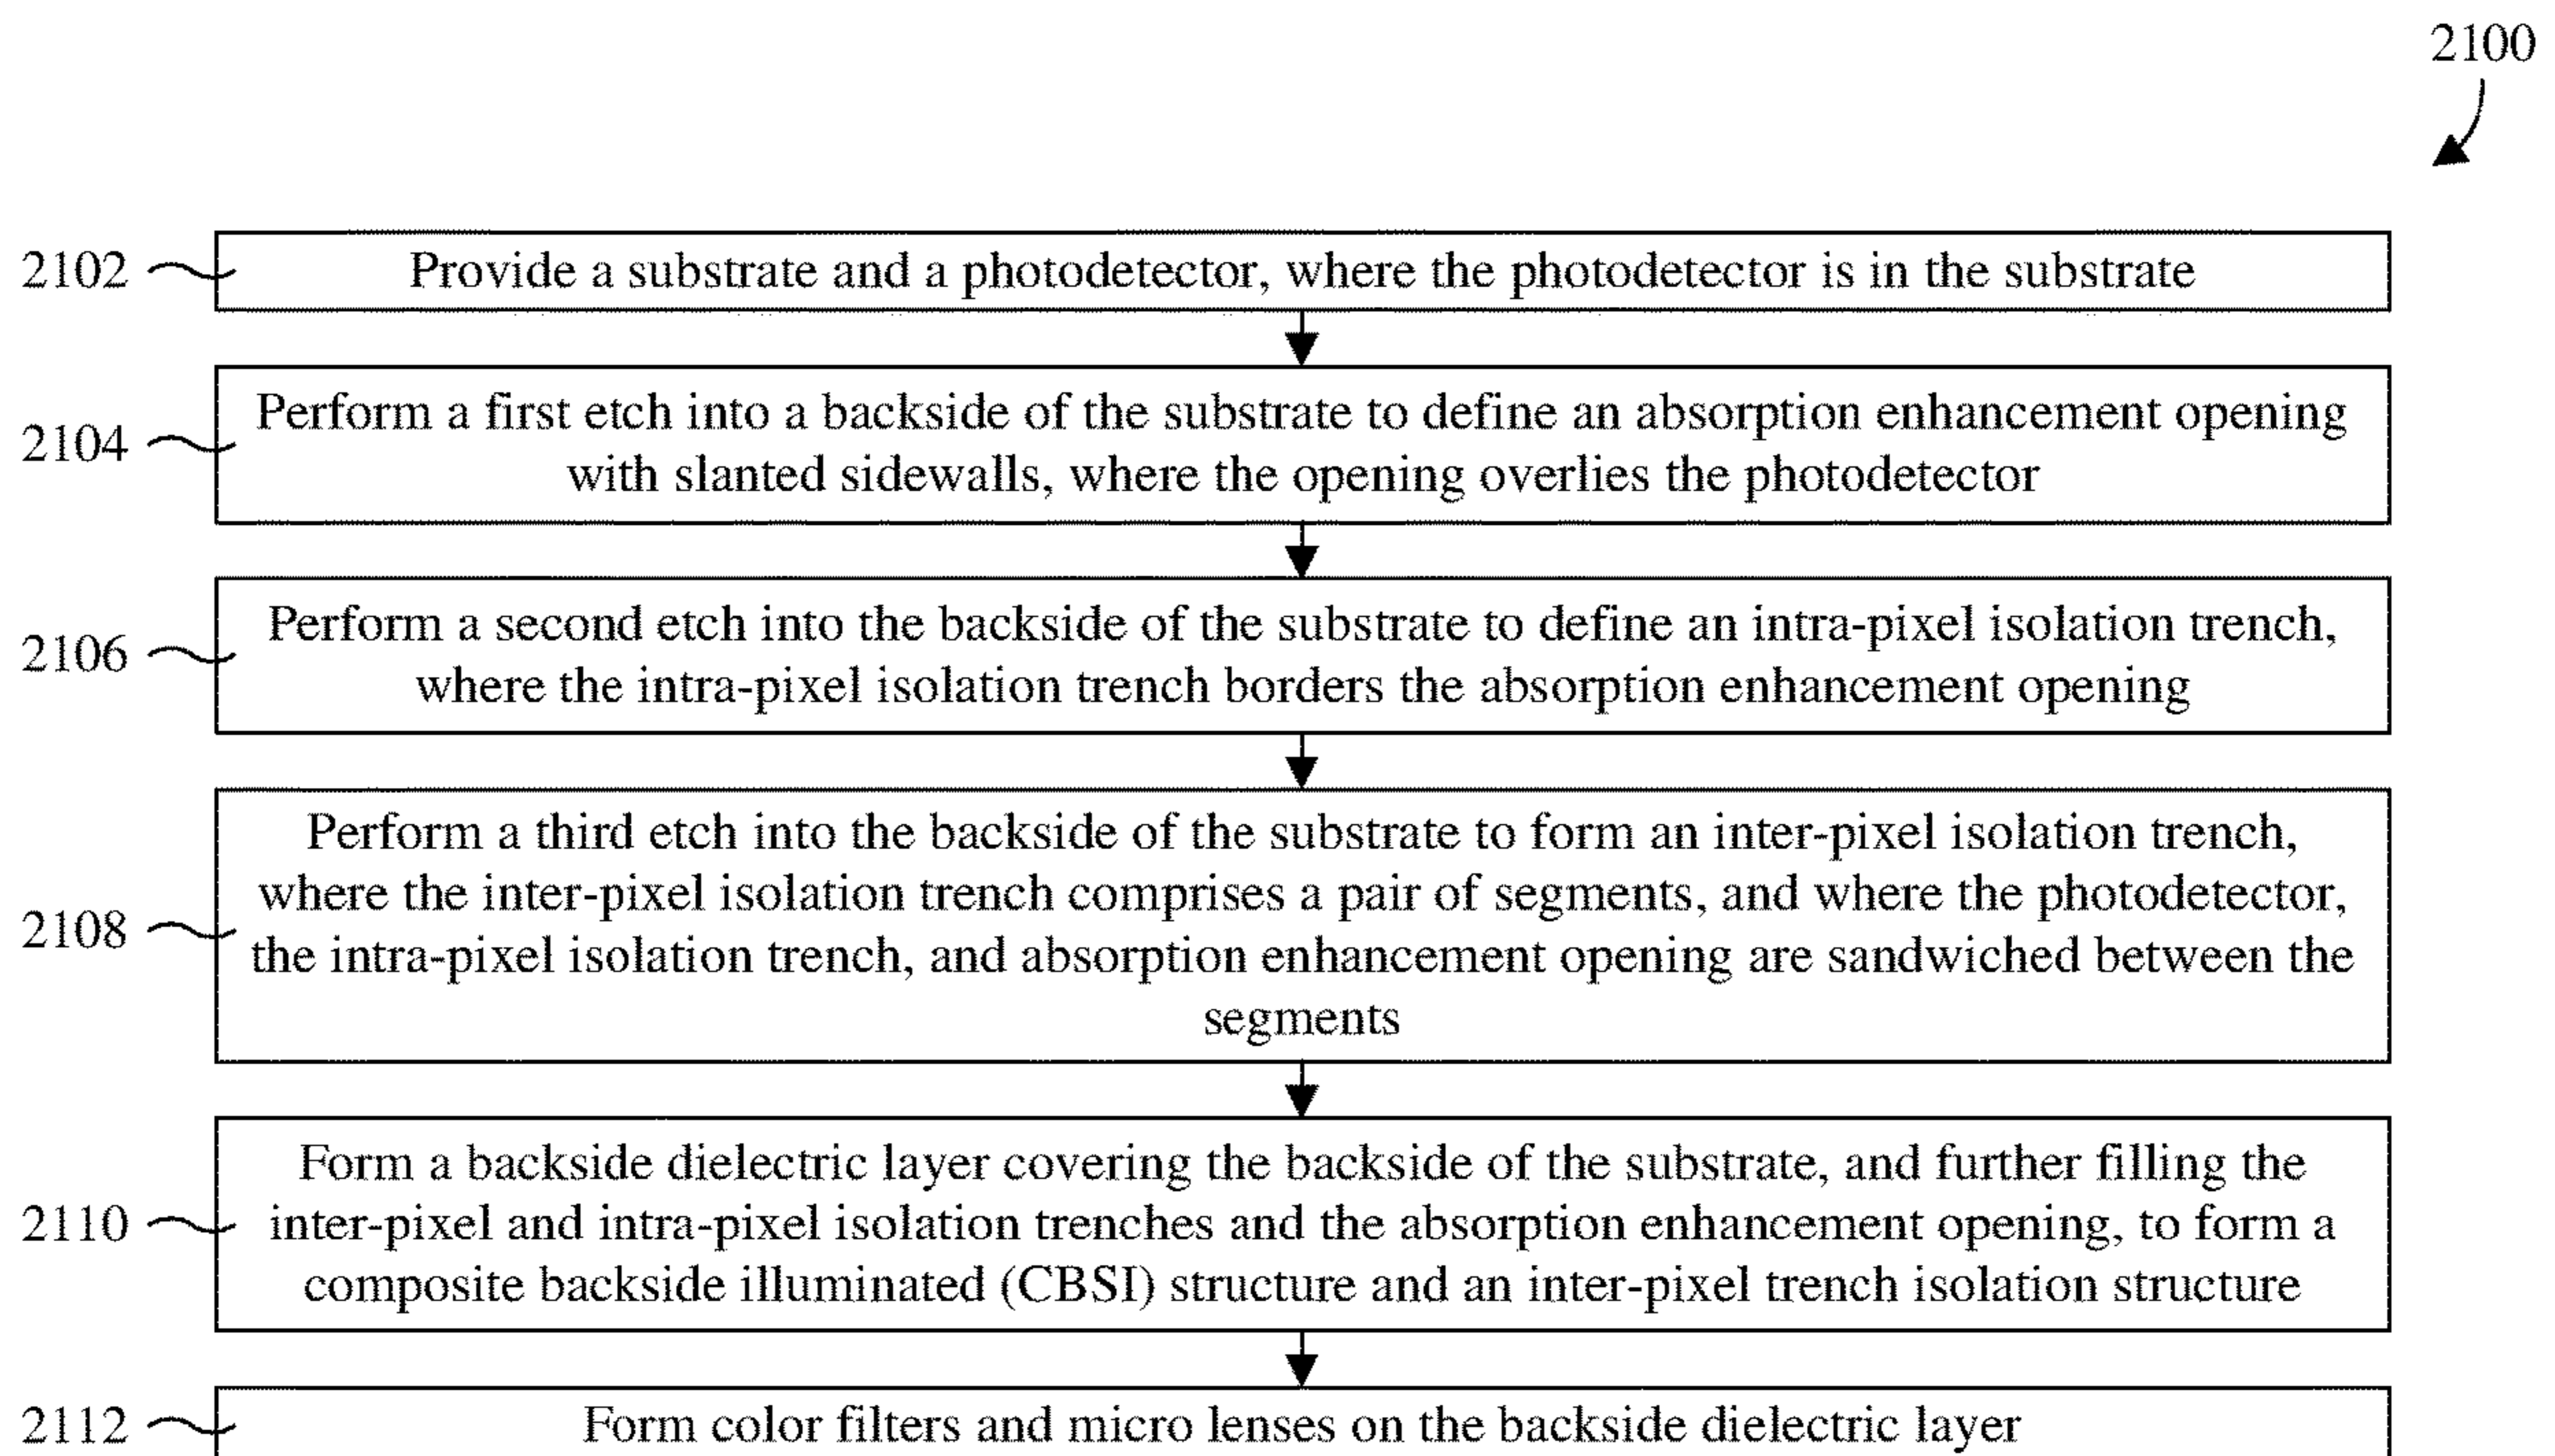 2100
2102
Provide a substrate and a photodetector, where the photodetector is in the substrate
2104
Perform a first etch into a backside of the substrate to define an absorption enhancement opening
with slanted sidewalls, where the opening overlies the photodetector
2106
Perform a second etch into the backside of the substrate to define an intra-pixel isolation trench,
where the intra-pixel isolation trench borders the absorption enhancement opening
2108
Perform a third etch into the backside of the substrate to form an inter-pixel isolation trench,
where the inter-pixel isolation trench comprises a pair of segments, and where the photodetector,
the intra-pixel isolation trench, and absorption enhancement opening are sandwiched between the
segments
2110
Form a backside dielectric layer covering the backside of the substrate, and further filling the
inter-pixel and intra-pixel isolation trenches and the absorption enhancement opening, to form a
composite backside illuminated (CBSI) structure and an inter-pixel trench isolation structure
2112
Form color filters and micro lenses on the backside dielectric layer